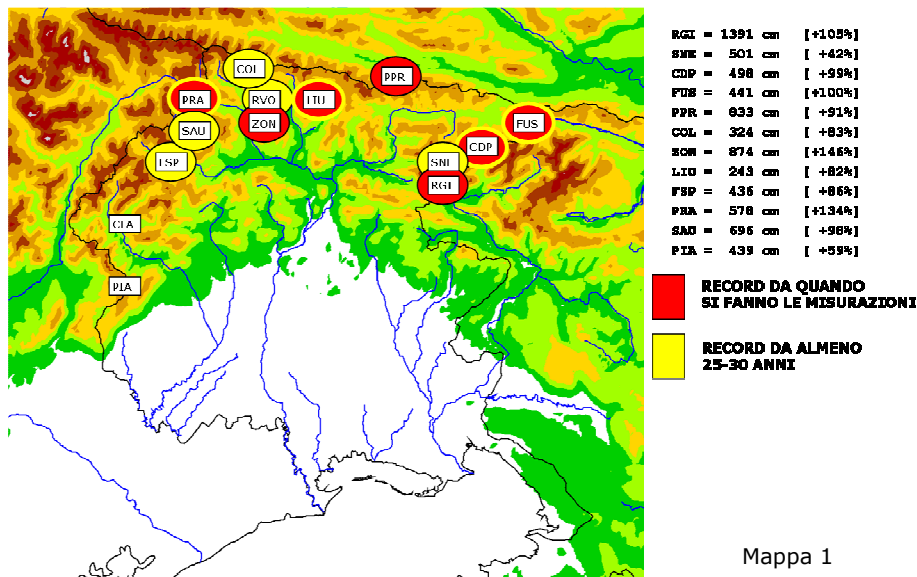 COL
PPR
PRA
RVO
LIU
ZON
FUS
SAU
CDP
FSP
SNE
RGI
CLA
PIA
RGI = 1391 cm [+105%]
SNE = 501 cm [ +42%]
CDP = 498 cm [ +99%]
FUS = 441 cm [+100%]
PPR = 833 cm [ +91%]
COL = 324 cm [ +83%]
ZON = 874 cm [+146%]
LIU = 243 cm [ +82%]
FSP = 436 cm [ +86%]
PRA = 578 cm [+134%]
SAU = 696 cm [ +98%]
PIA = 439 cm [ +59%]
RECORD DA QUANDO
SI FANNO LE MISURAZIONI
RECORD DA ALMENO
25-30 ANNI
Mappa 1